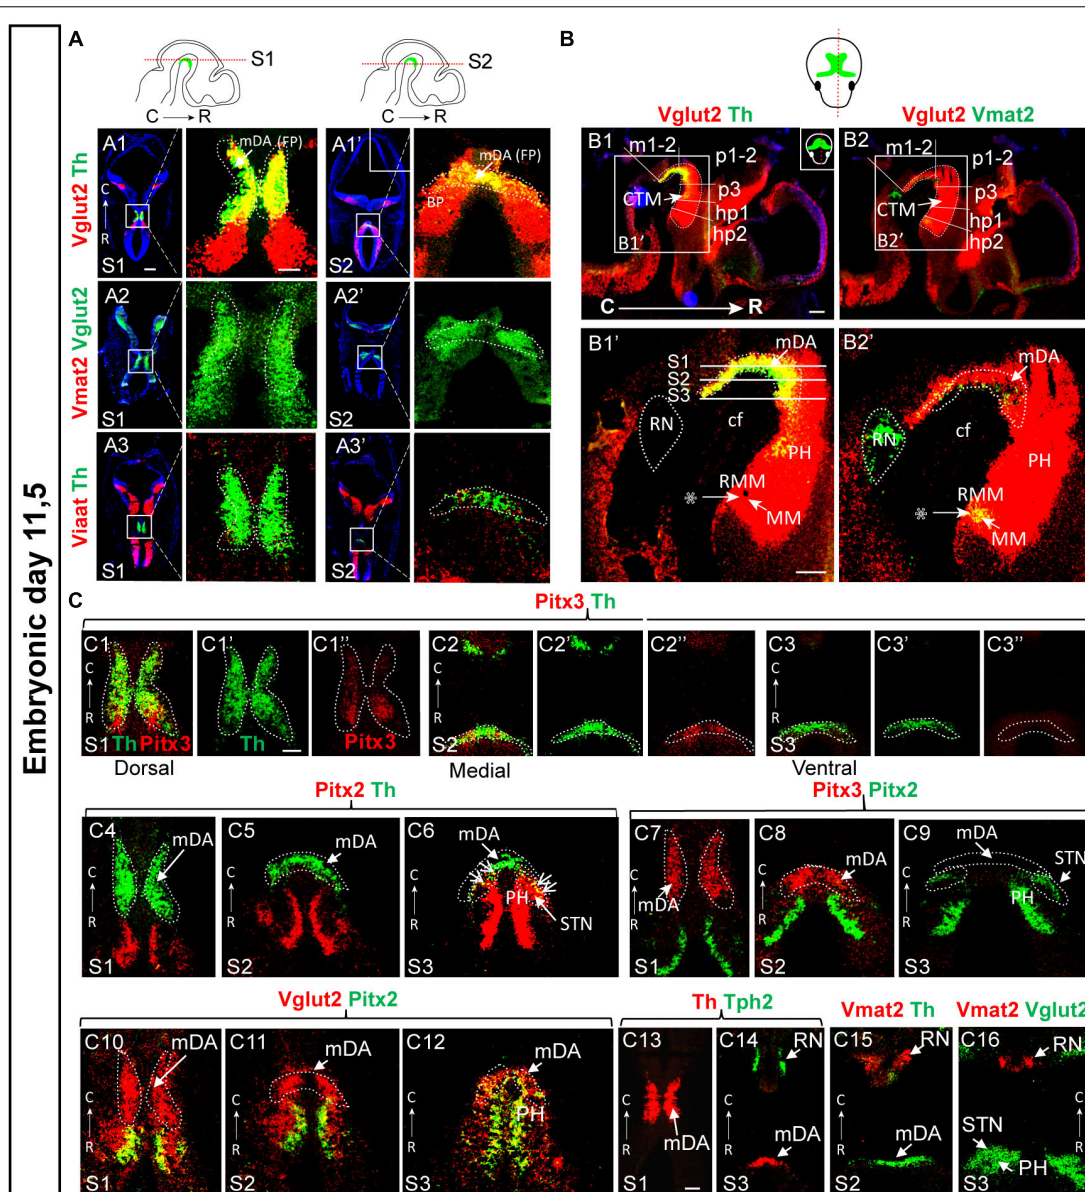 Embryonic day 11,5
A
S1
S2
C → R
C → R
Vglut2 Th
A1
mDA (FP)
C
R
S1
A1'
mDA (FP)
BP
S2
Vmat2 Vglut2
A2
S1
A2'
S2
Viaat Th
A3
S1
A3'
S2
B
Vglut2 Th
Vglut2 Vmat2
B1
m1-2
p1-2
CTM
p3
hp1
hp2
B1'
C → R
B2
CTM
p3
hp1
hp2
B2'
B1'
S1
S2
S3
mDA
RN
cf
PH
RMM
MM
※
B2'
mDA
RN
cf
PH
RMM
MM
※
C
Pitx3 Th
C1
C
R
S1
Th Pitx3
C1'
Th
C1''
Pitx3
C2
C
R
S2
C2'
C2''
C3
C
R
S3
C3'
C3''
Dorsal
Medial
Ventral
Pitx2 Th
Pitx3 Pitx2
C4
mDA
C
R
S1
C5
mDA
C
R
S2
C6
mDA
PH
STN
C
R
S3
C7
mDA
C
R
S1
C8
mDA
C
R
S2
C9
mDA
STN
PH
C
R
S3
Vglut2 Pitx2
Th Tph2
Vmat2 Th
Vmat2 Vglut2
C10
mDA
C
R
S1
C11
mDA
C
R
S2
C12
mDA
PH
C
R
S3
C13
mDA
S1
C14
RN
mDA
C
R
S3
C15
RN
mDA
C
R
S2
C16
RN
STN
PH
C
R
S3